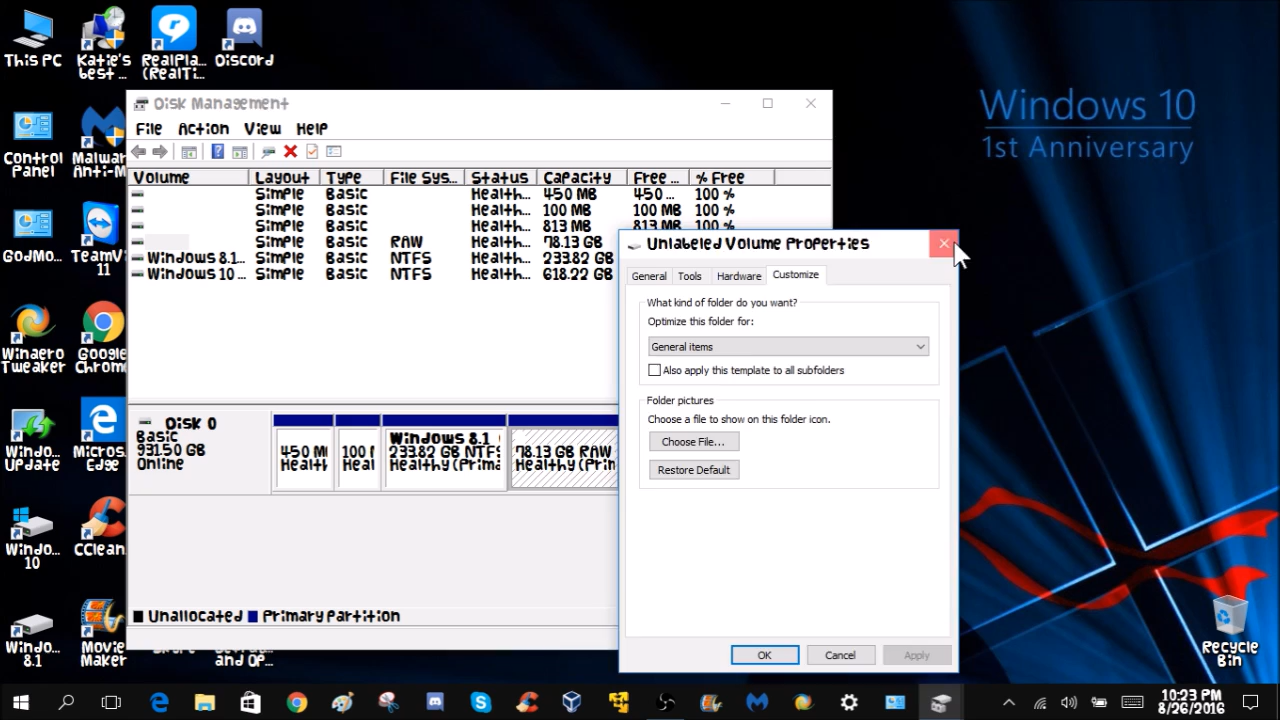 This PC
Katie's best ...
RealPla... (RealTi...
Discord
Control Panel
Malwar Anti-M
GodMo...
TeamV 11
Winaero Tweaker
Google Chrom
Windo... Update
Micros. Edge
Windo... 10
CClean
Windo... 8.1
Movie Maker
and OP...
Windows 10
1st Anniversary
Disk Management
File Action View Help
Volume Layout Type File Sys... Status Capacity Free ... % Free
Simple Basic Health... 450 MB 450 ... 100 %
Simple Basic Health... 100 MB 100 MB 100 %
Simple Basic Health... 813 MB 813 MB 100 %
Simple Basic RAW Health... 78.13 GB
Windows 8.1... Simple Basic NTFS Health... 233.82 GB
Windows 10 ... Simple Basic NTFS Health... 618.22 GB
Disk 0
Basic
931.50 GB
Online
450 M
Health
100
Heal
Windows 8.1
233.82 GB NTFS
Healthy (Prima
78.13 GB RAW
Healthy (Prin
Unallocated Primary Partition
Unlabeled Volume Properties
General Tools Hardware Customize
What kind of folder do you want?
Optimize this folder for:
General items
Also apply this template to all subfolders
Folder pictures
Choose a file to show on this folder icon.
Choose File...
Restore Default
OK Cancel Apply
Recycle Bin
10:23 PM
8/26/2016